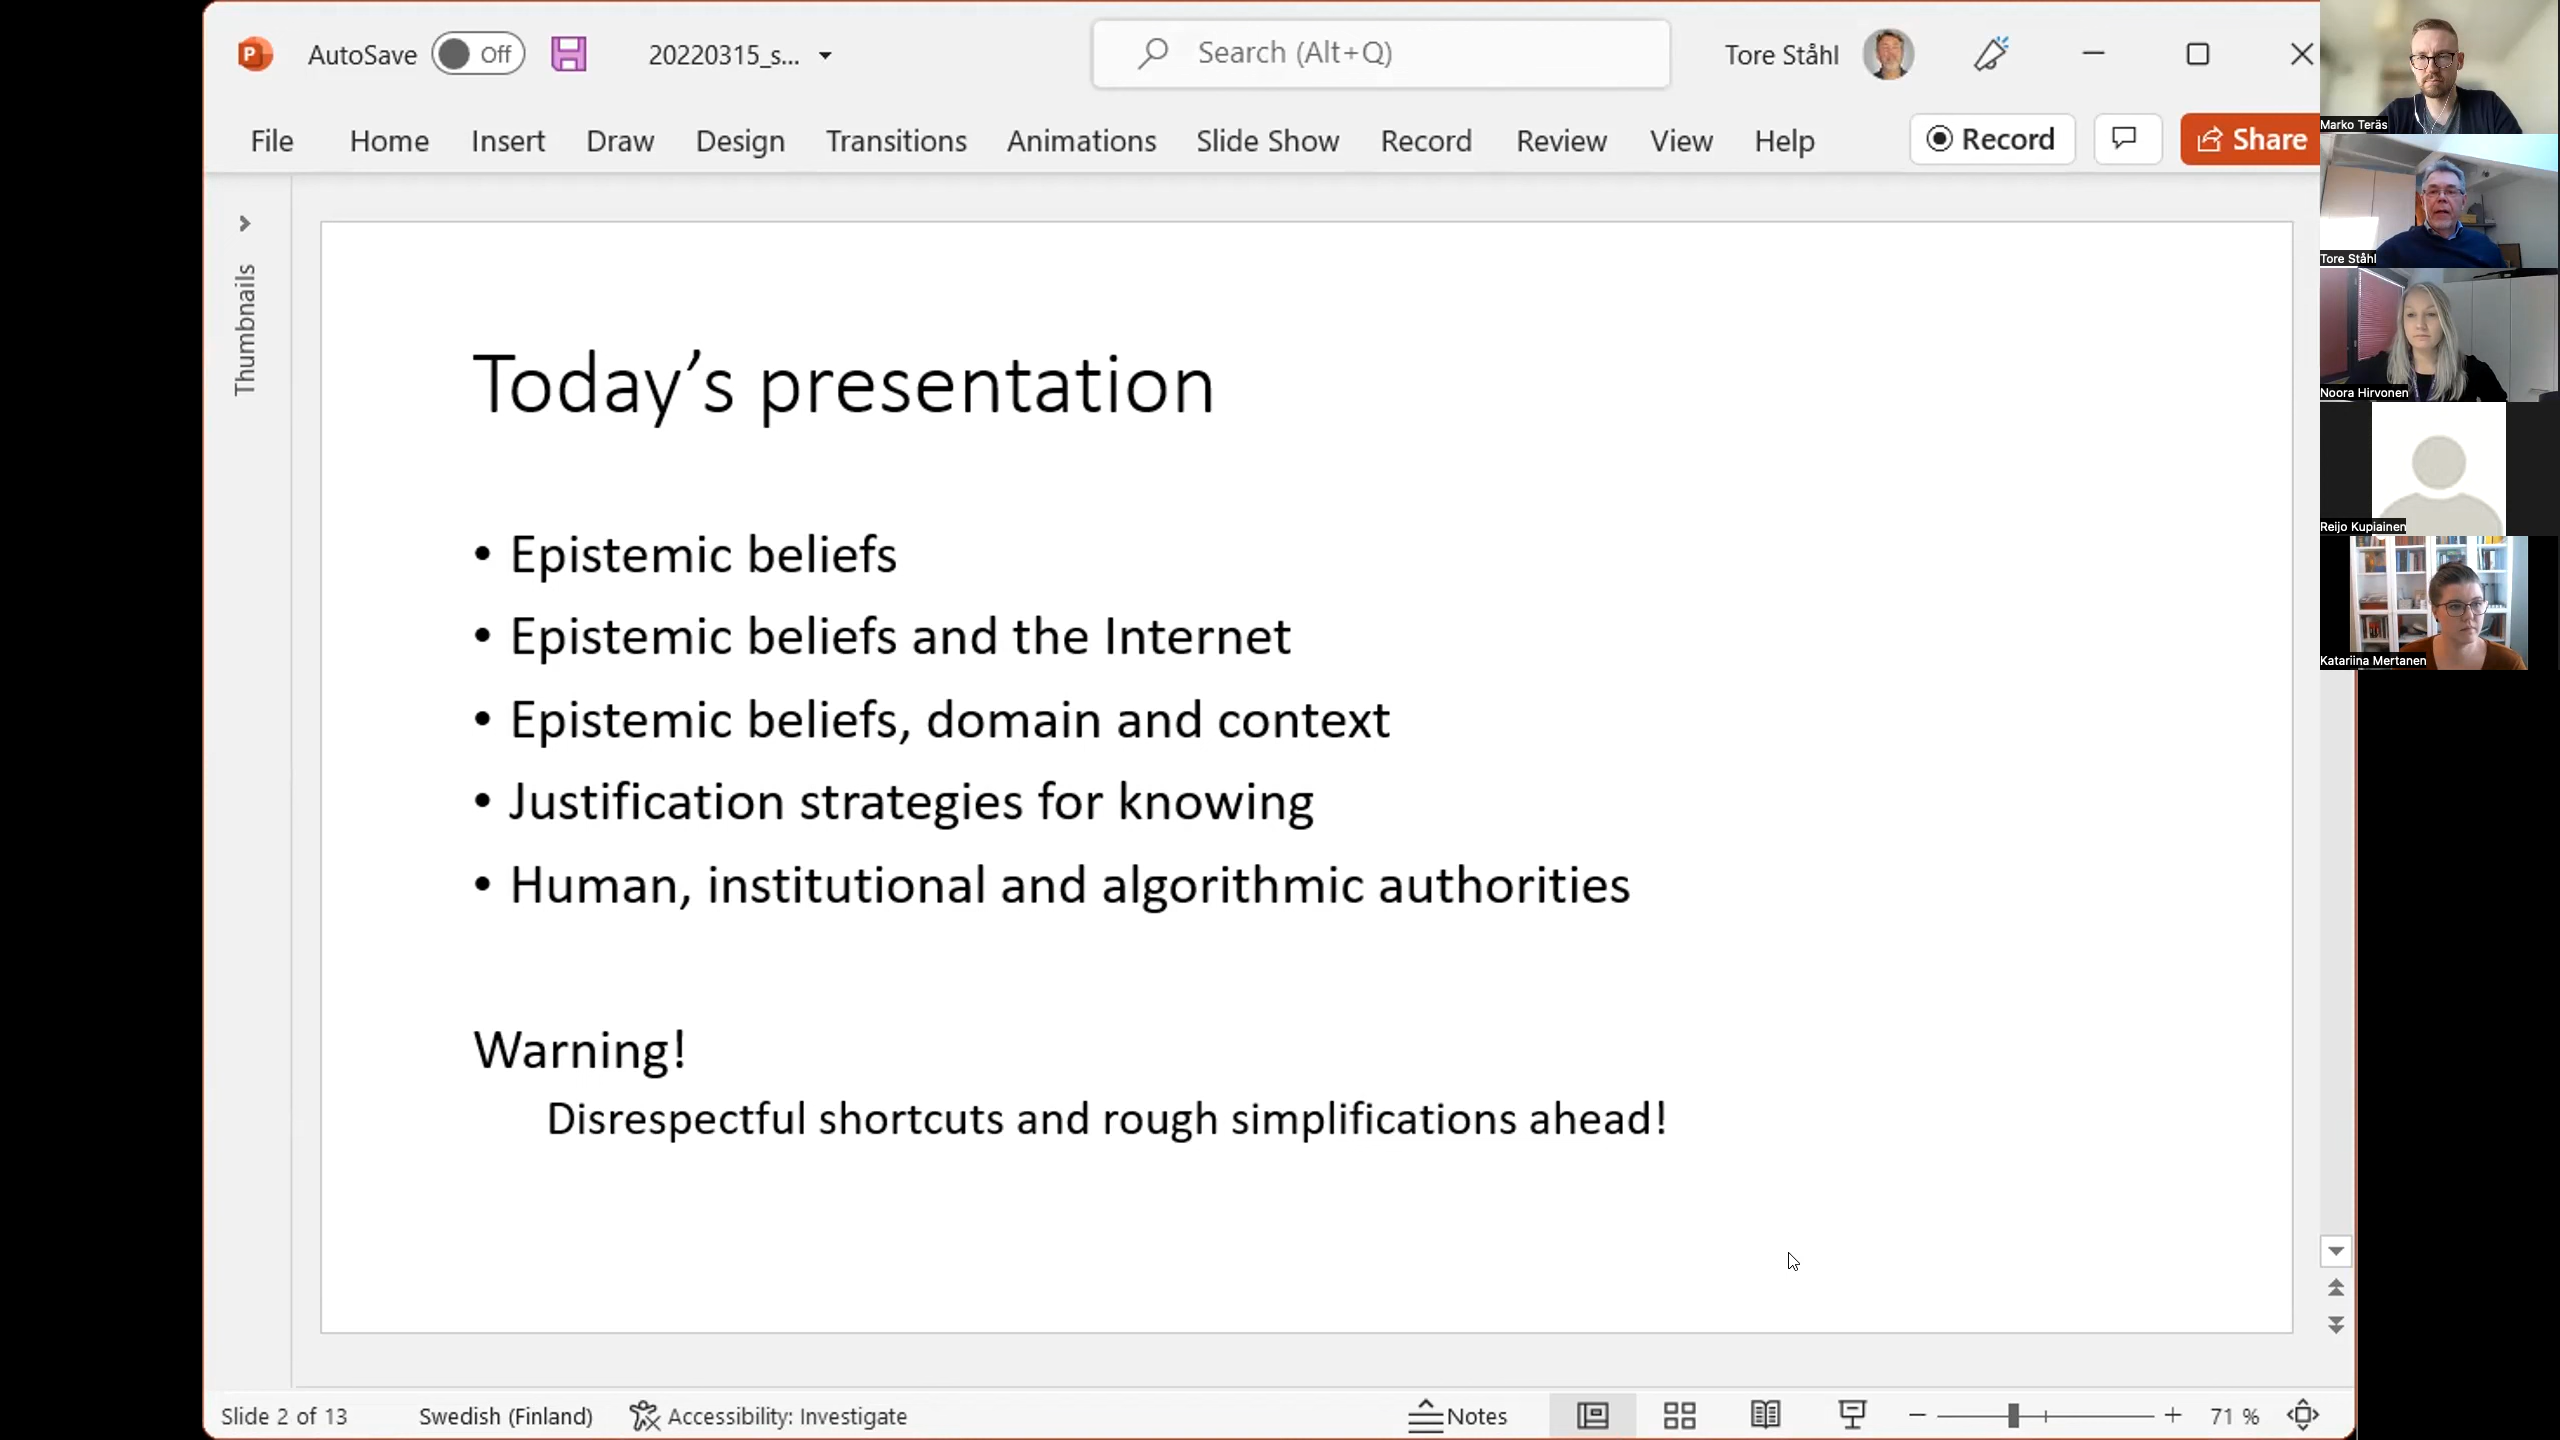 AutoSave Off 20220315_s... Search (Alt+Q) Tore Ståhl
File Home Insert Draw Design Transitions Animations Slide Show Record Review View Help Record Share
Thumbnails
Today’s presentation
• Epistemic beliefs
• Epistemic beliefs and the Internet
• Epistemic beliefs, domain and context
• Justification strategies for knowing
• Human, institutional and algorithmic authorities
Warning!
Disrespectful shortcuts and rough simplifications ahead!
Slide 2 of 13 Swedish (Finland) Accessibility: Investigate Notes 71 %
Marko Teräs
Tore Ståhl
Noora Hirvonen
Reijo Kupiainen
Katariina Mertanen